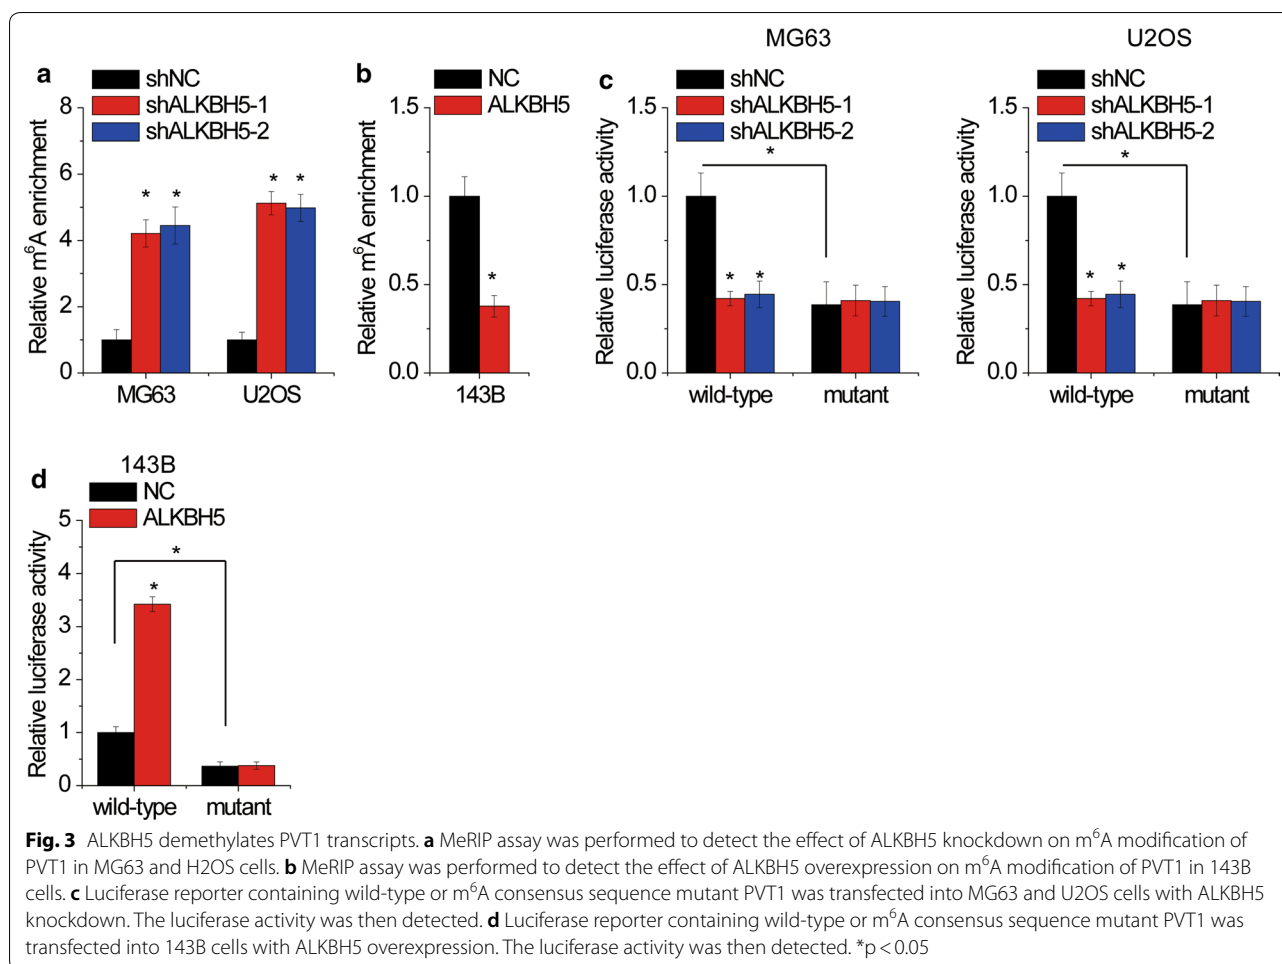 MG63
U2OS
a
shNC
shALKBH5-1
shALKBH5-2
Relative m⁶A enrichment
8
6
4
2
0
* * * *
MG63 U2OS
b
NC
ALKBH5
Relative m⁶A enrichment
1.5
1.0
0.5
0.0
*
143B
c
shNC
shALKBH5-1
shALKBH5-2
Relative luciferase activity
1.5
1.0
0.5
0.0
*
* *
wild-type mutant
shNC
shALKBH5-1
shALKBH5-2
Relative luciferase activity
1.5
1.0
0.5
0.0
*
* *
wild-type mutant
d
143B
NC
ALKBH5
Relative luciferase activity
5
4
3
2
1
0
*
*
wild-type mutant
Fig. 3 ALKBH5 demethylates PVT1 transcripts. a MeRIP assay was performed to detect the effect of ALKBH5 knockdown on m⁶A modification of
PVT1 in MG63 and H2OS cells. b MeRIP assay was performed to detect the effect of ALKBH5 overexpression on m⁶A modification of PVT1 in 143B
cells. c Luciferase reporter containing wild-type or m⁶A consensus sequence mutant PVT1 was transfected into MG63 and U2OS cells with ALKBH5
knockdown. The luciferase activity was then detected. d Luciferase reporter containing wild-type or m⁶A consensus sequence mutant PVT1 was
transfected into 143B cells with ALKBH5 overexpression. The luciferase activity was then detected. *p < 0.05